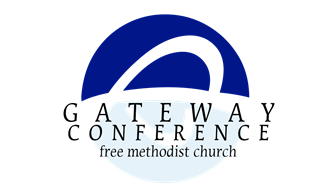 GATEWAY
CONFERENCE
free methodist church